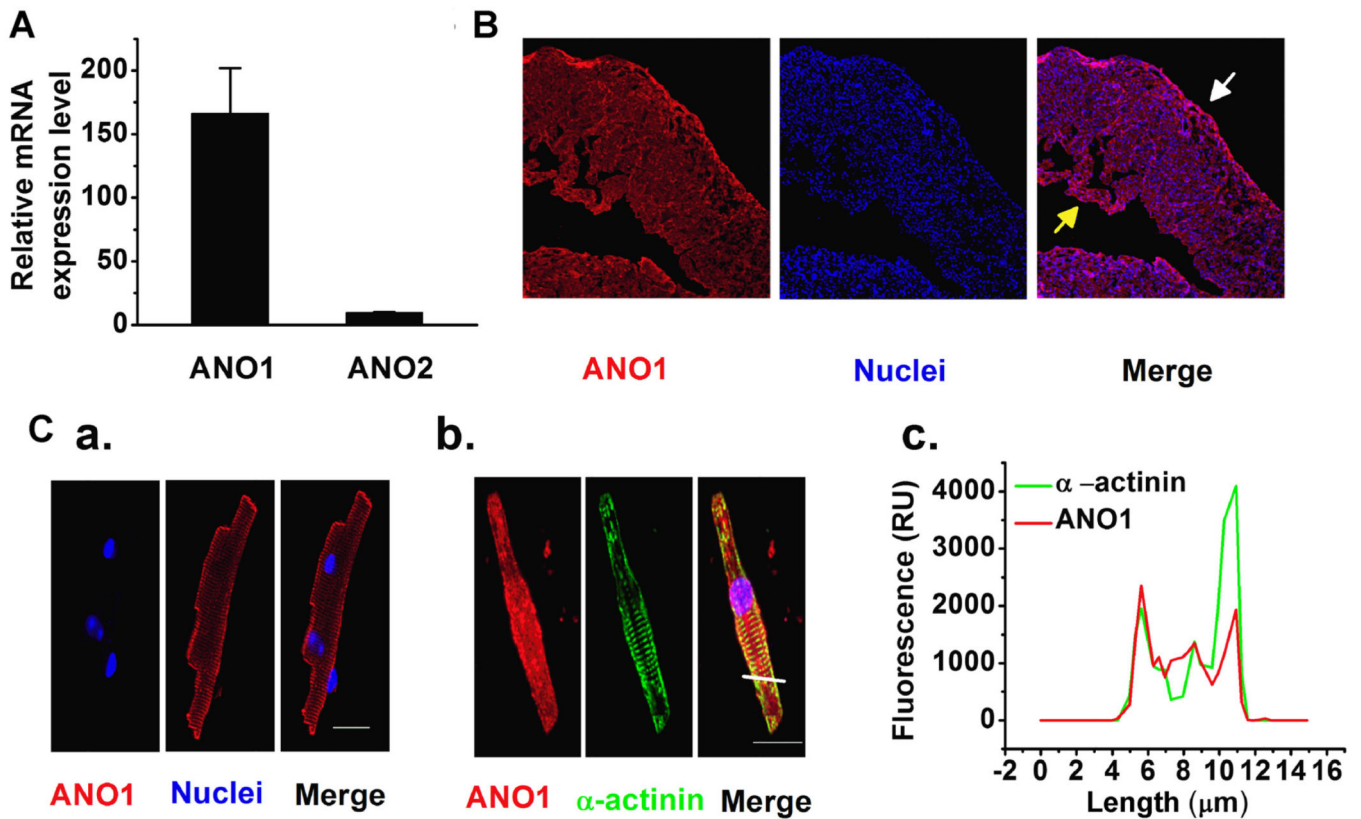 A
Relative mRNA
expression level
200
150
100
50
0
ANO1 ANO2
B
ANO1 Nuclei Merge
C a.
ANO1 Nuclei Merge
b.
ANO1 α-actinin Merge
c.
Fluorescence (RU)
4000
3000
2000
1000
0
α –actinin
ANO1
-2 0 2 4 6 8 10 12 14 16
Length (μm)